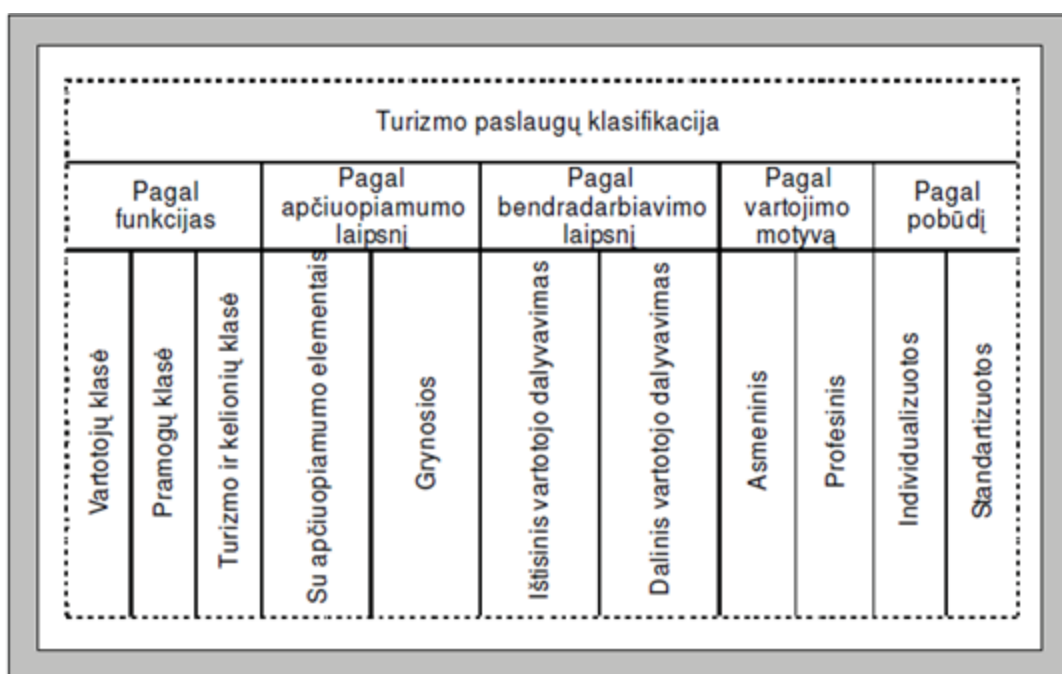 Turizmo paslaugų klasifikacija
Pagal
funkcijas
Pagal
apčiuopiamumo
laipsnį
Pagal
bendradarbiavimo
laipsnį
Pagal
vartojimo
motyvą
Pagal
pobūdį
Vartotojų klasė
Pramogų klasė
Turizmo ir kelionių klasė
Su apčiuopiamumo elementais
Grynosios
Ištisinis vartotojo dalyvavimas
Dalinis vartotojo dalyvavimas
Asmeninis
Profesinis
Individualizuotos
Standartizuotos